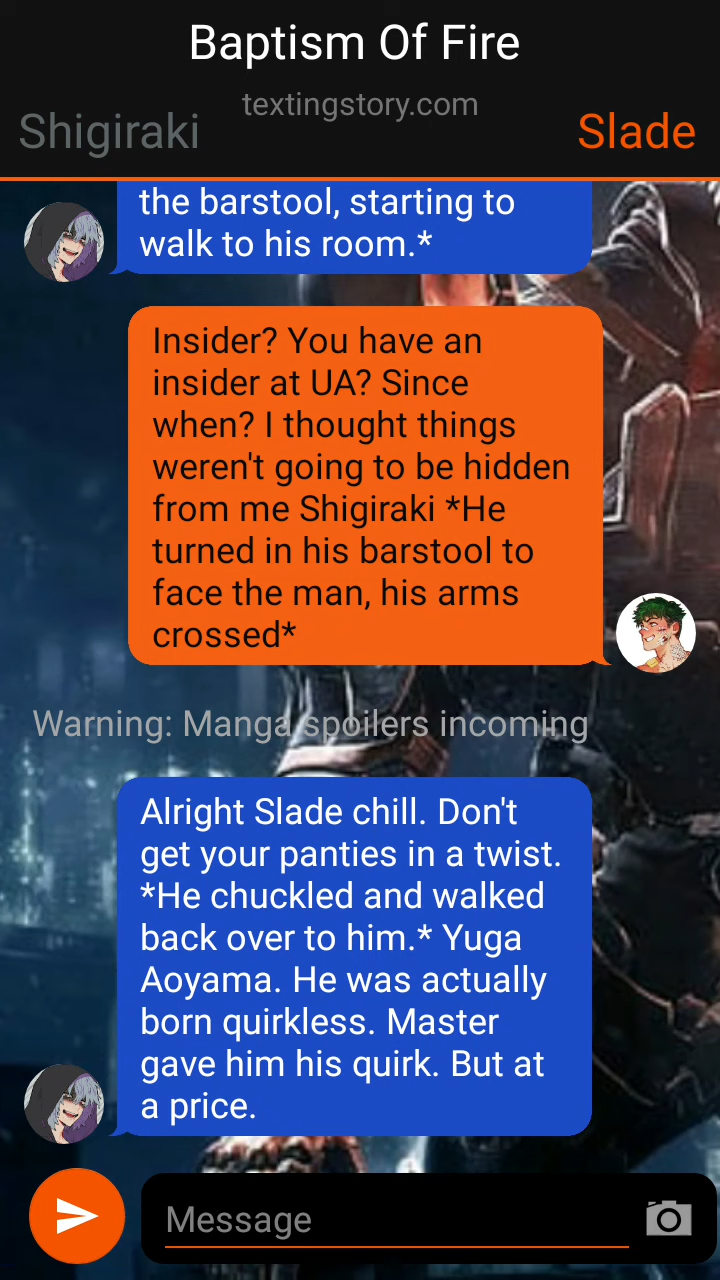 Baptism Of Fire
textingstory.com
Shigiraki
Slade
the barstool, starting to
walk to his room.*
Insider? You have an
insider at UA? Since
when? I thought things
weren't going to be hidden
from me Shigiraki *He
turned in his barstool to
face the man, his arms
crossed*
Warning: Manga spoilers incoming
Alright Slade chill. Don't
get your panties in a twist.
*He chuckled and walked
back over to him.* Yuga
Aoyama. He was actually
born quirkless. Master
gave him his quirk. But at
a price.
Message